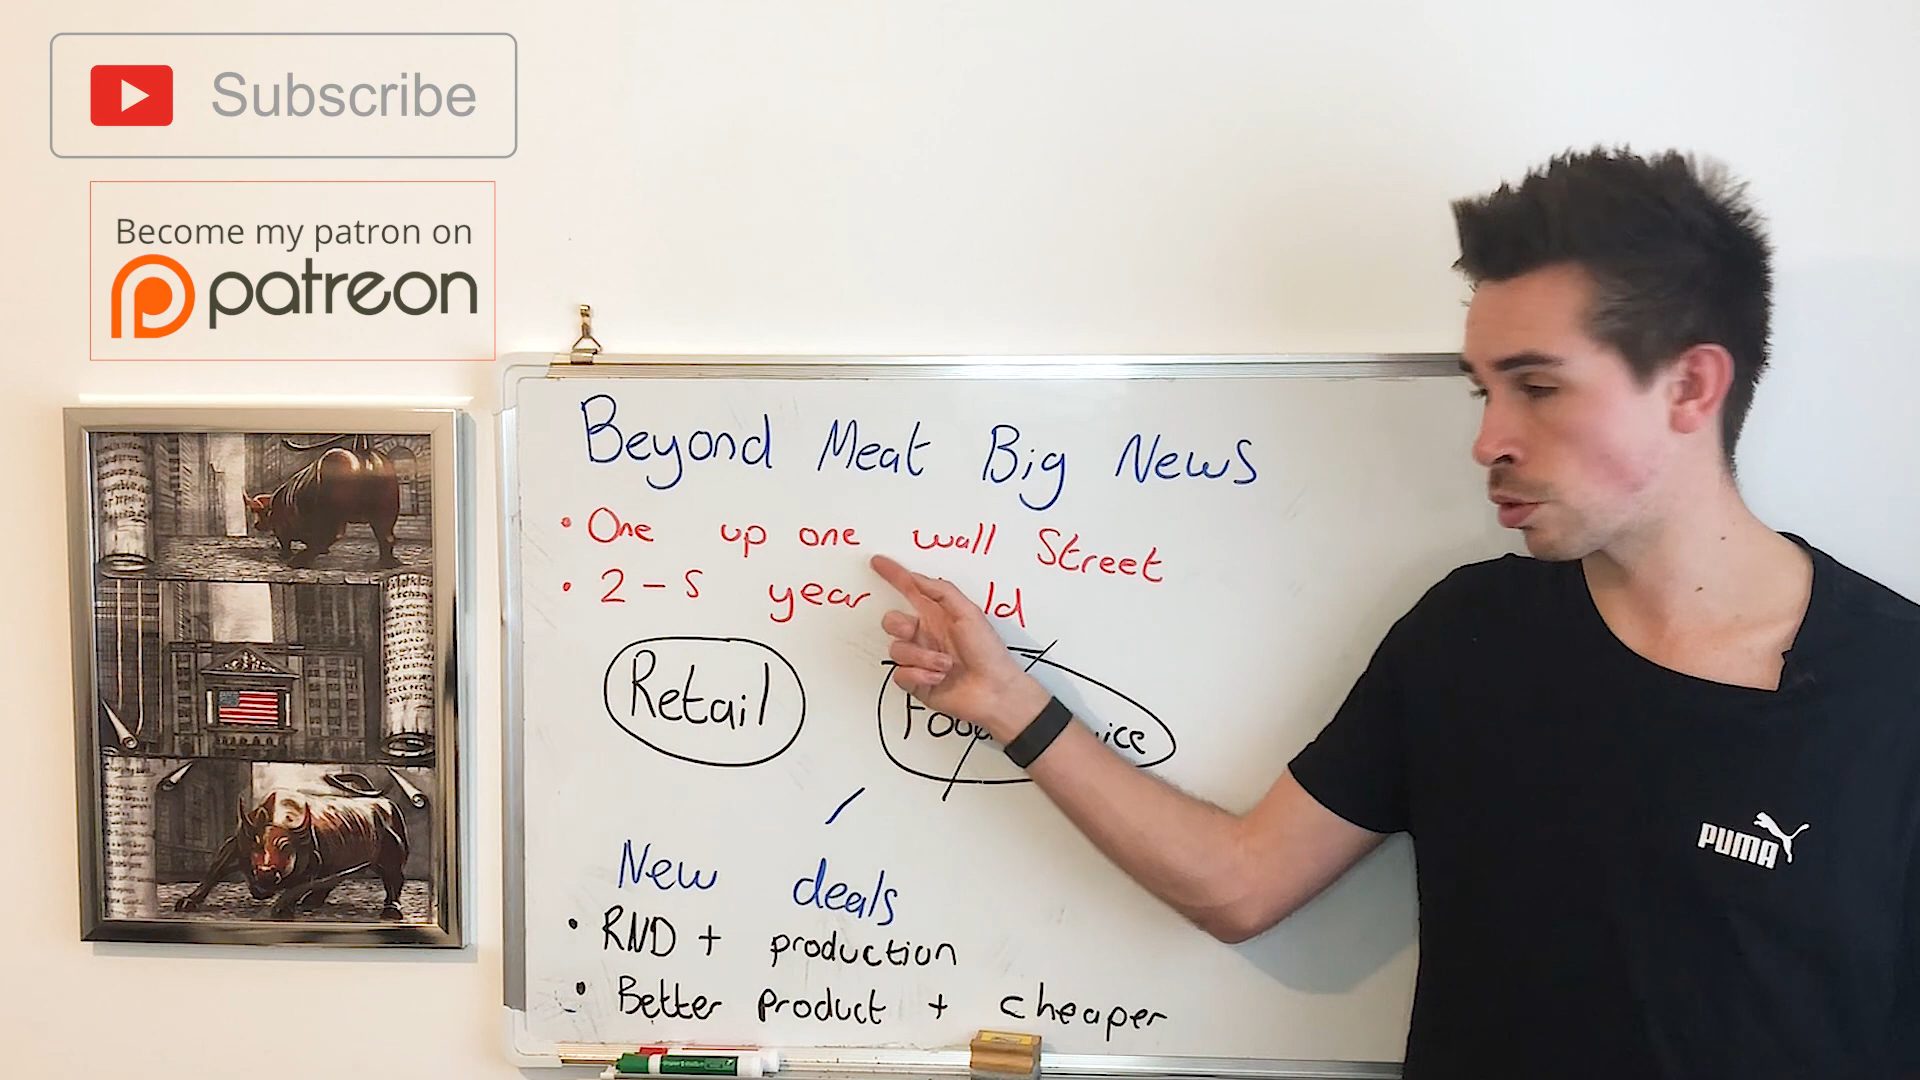 Subscribe
Become my patron on
patreon
Beyond Meat Big News
• One up one wall Street
• 2-5 year
Retail
New deals
• RND + production
• Better product + cheaper
PUMA